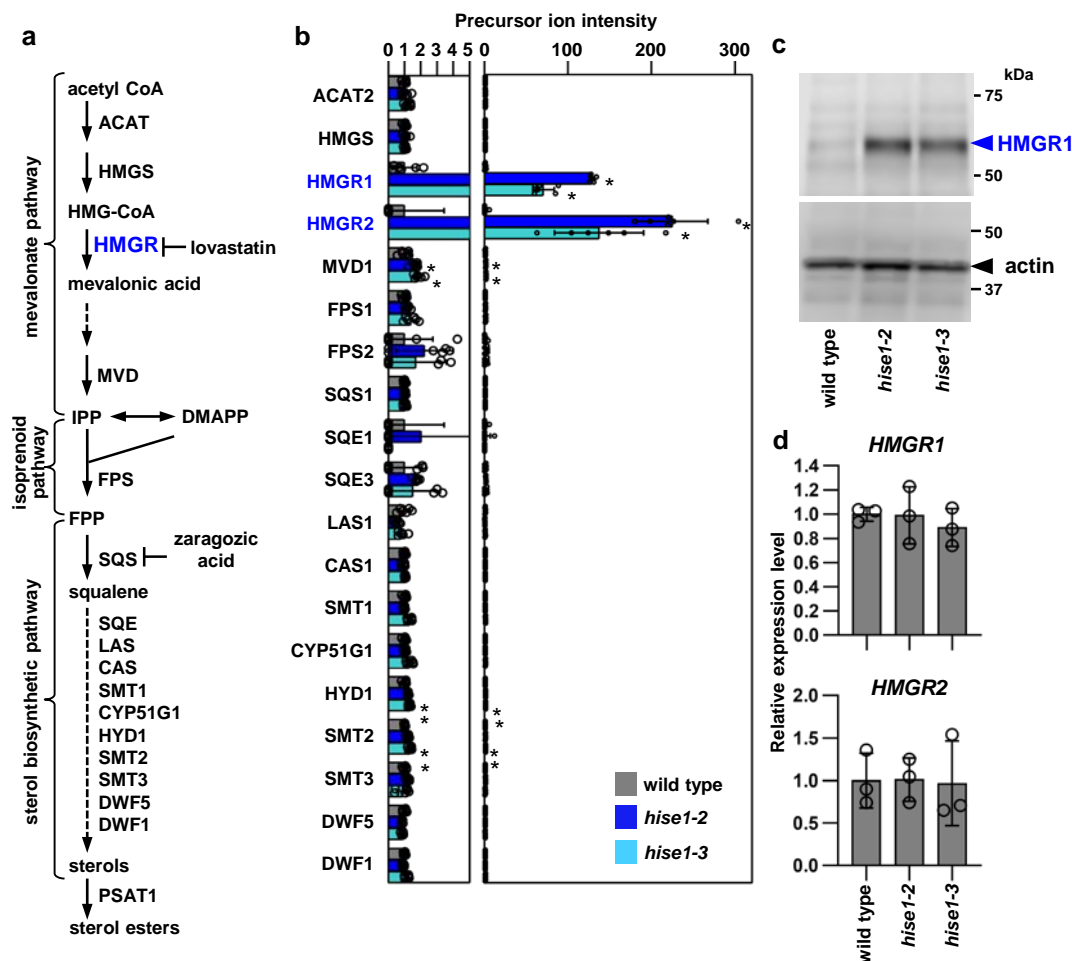 a
mevalonate pathway
isoprenoid
pathway
sterol biosynthetic pathway
acetyl CoA
ACAT
HMGS
HMG-CoA
HMGR
lovastatin
mevalonic acid
MVD
IPP
DMAPP
FPS
FPP
SQS
zaragozic
acid
squalene
SQE
LAS
CAS
SMT1
CYP51G1
HYD1
SMT2
SMT3
DWF5
DWF1
sterols
PSAT1
sterol esters
b
Precursor ion intensity
0 1 2 3 4 5 0 100 200 300
ACAT2
HMGS
HMGR1
*
*
HMGR2
*
*
MVD1
* *
* *
FPS1
FPS2
SQS1
SQE1
SQE3
LAS1
CAS1
SMT1
CYP51G1
HYD1
* *
* *
SMT2
* *
* *
SMT3
DWF5
DWF1
wild type
hise1-2
hise1-3
c
kDa
75
HMGR1
50
50
actin
37
wild type
hise1-2
hise1-3
d
Relative expression level
HMGR1
1.4
1.2
1.0
0.8
0.6
0.4
0.2
0.0
HMGR2
2.0
1.5
1.0
0.5
0.0
wild type
hise1-2
hise1-3